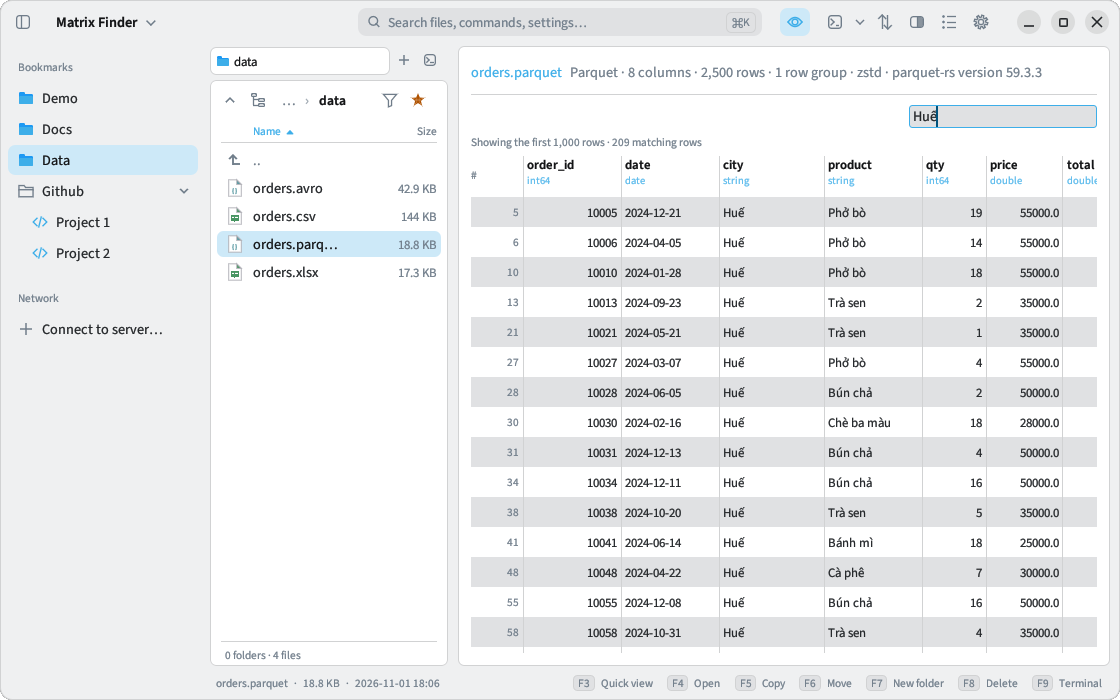 Matrix Finder
Search files, commands, settings…
⌘K
Bookmarks
Demo
Docs
Data
Github
Project 1
Project 2
Network
Connect to server…
data
… › data
Name Size
..
orders.avro 42.9 KB
orders.csv 144 KB
orders.parq… 18.8 KB
orders.xlsx 17.3 KB
0 folders · 4 files
orders.parquet Parquet · 8 columns · 2,500 rows · 1 row group · zstd · parquet-rs version 59.3.3
Huế
Showing the first 1,000 rows · 209 matching rows
# order_id date city product qty price total
int64 date string string int64 double double
5 10005 2024-12-21 Huế Phở bò 19 55000.0
6 10006 2024-04-05 Huế Phở bò 14 55000.0
10 10010 2024-01-28 Huế Phở bò 18 55000.0
13 10013 2024-09-23 Huế Trà sen 2 35000.0
21 10021 2024-05-21 Huế Trà sen 1 35000.0
27 10027 2024-03-07 Huế Phở bò 4 55000.0
28 10028 2024-06-05 Huế Bún chả 2 50000.0
30 10030 2024-02-16 Huế Chè ba màu 18 28000.0
31 10031 2024-12-13 Huế Bún chả 4 50000.0
34 10034 2024-12-11 Huế Bún chả 16 50000.0
38 10038 2024-10-20 Huế Trà sen 5 35000.0
41 10041 2024-06-14 Huế Bánh mì 18 25000.0
48 10048 2024-04-22 Huế Cà phê 7 30000.0
55 10055 2024-12-08 Huế Bún chả 16 50000.0
58 10058 2024-10-31 Huế Trà sen 4 35000.0
orders.parquet · 18.8 KB · 2026-11-01 18:06
F3 Quick view F4 Open F5 Copy F6 Move F7 New folder F8 Delete F9 Terminal